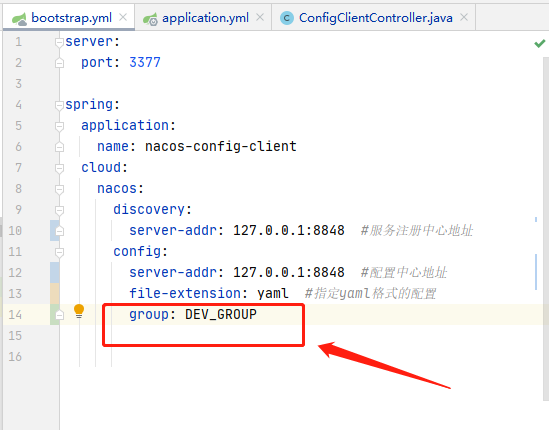 bootstrap.yml application.yml ConfigClientController.java
1 server:
2 port: 3377
3
4 spring:
5 application:
6 name: nacos-config-client
7 cloud:
8 nacos:
9 discovery:
10 server-addr: 127.0.0.1:8848 #服务注册中心地址
11 config:
12 server-addr: 127.0.0.1:8848 #配置中心地址
13 file-extension: yaml #指定yaml格式的配置
14 group: DEV_GROUP
15
16